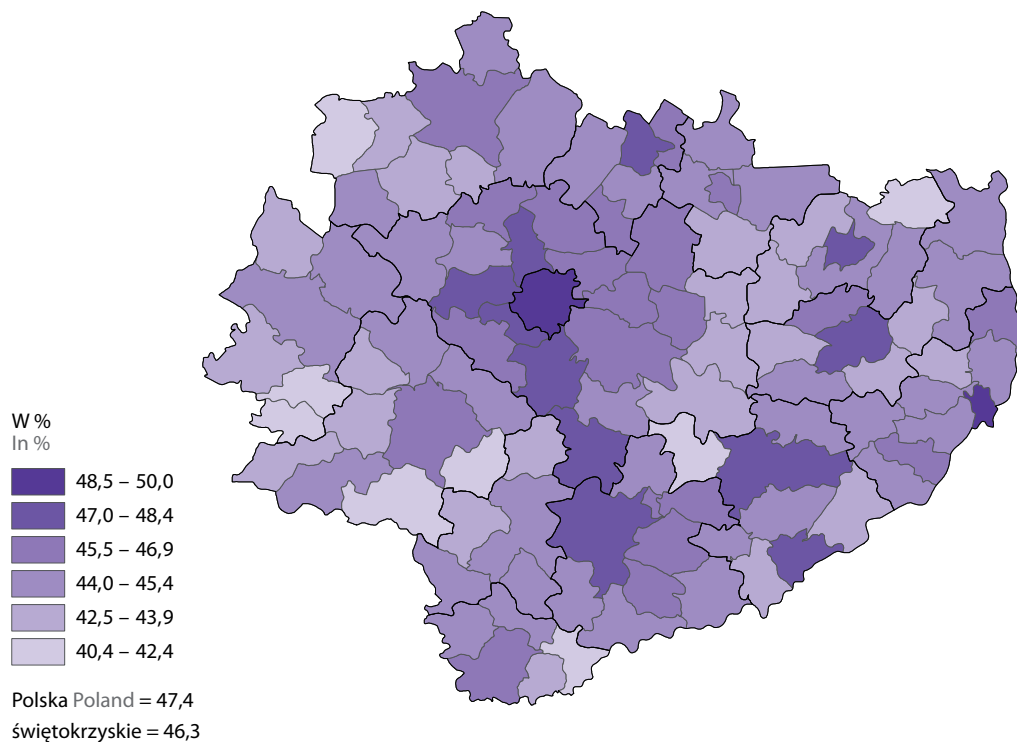 W %
In %
48,5 – 50,0
47,0 – 48,4
45,5 – 46,9
44,0 – 45,4
42,5 – 43,9
40,4 – 42,4
Polska Poland = 47,4
świętokrzyskie = 46,3